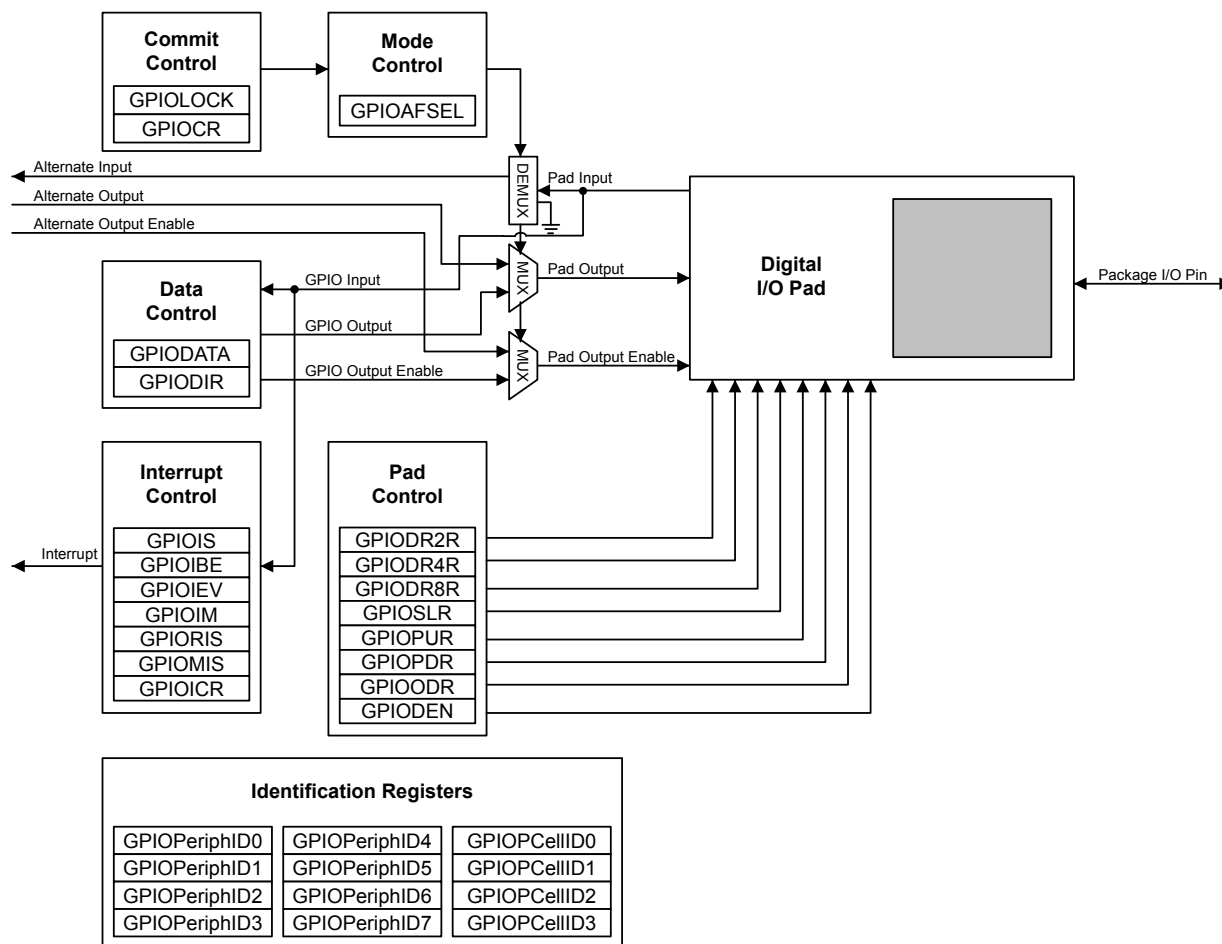 Commit
Control
GPIOLOCK
GPIOCR
Mode
Control
GPIOAFSEL
Alternate Input
Alternate Output
Alternate Output Enable
DEMUX
Pad Input
MUX
Pad Output
MUX
Pad Output Enable
Digital
I/O Pad
Package I/O Pin
Data
Control
GPIODATA
GPIODIR
GPIO Input
GPIO Output
GPIO Output Enable
Interrupt
Control
GPIOIS
GPIOIBE
GPIOIEV
GPIOIM
GPIORIS
GPIOMIS
GPIOICR
Interrupt
Pad
Control
GPIODR2R
GPIODR4R
GPIODR8R
GPIOSLR
GPIOPUR
GPIOPDR
GPIOODR
GPIODEN
Identification Registers
GPIOPeriphID0 GPIOPeriphID4 GPIOPCellID0
GPIOPeriphID1 GPIOPeriphID5 GPIOPCellID1
GPIOPeriphID2 GPIOPeriphID6 GPIOPCellID2
GPIOPeriphID3 GPIOPeriphID7 GPIOPCellID3